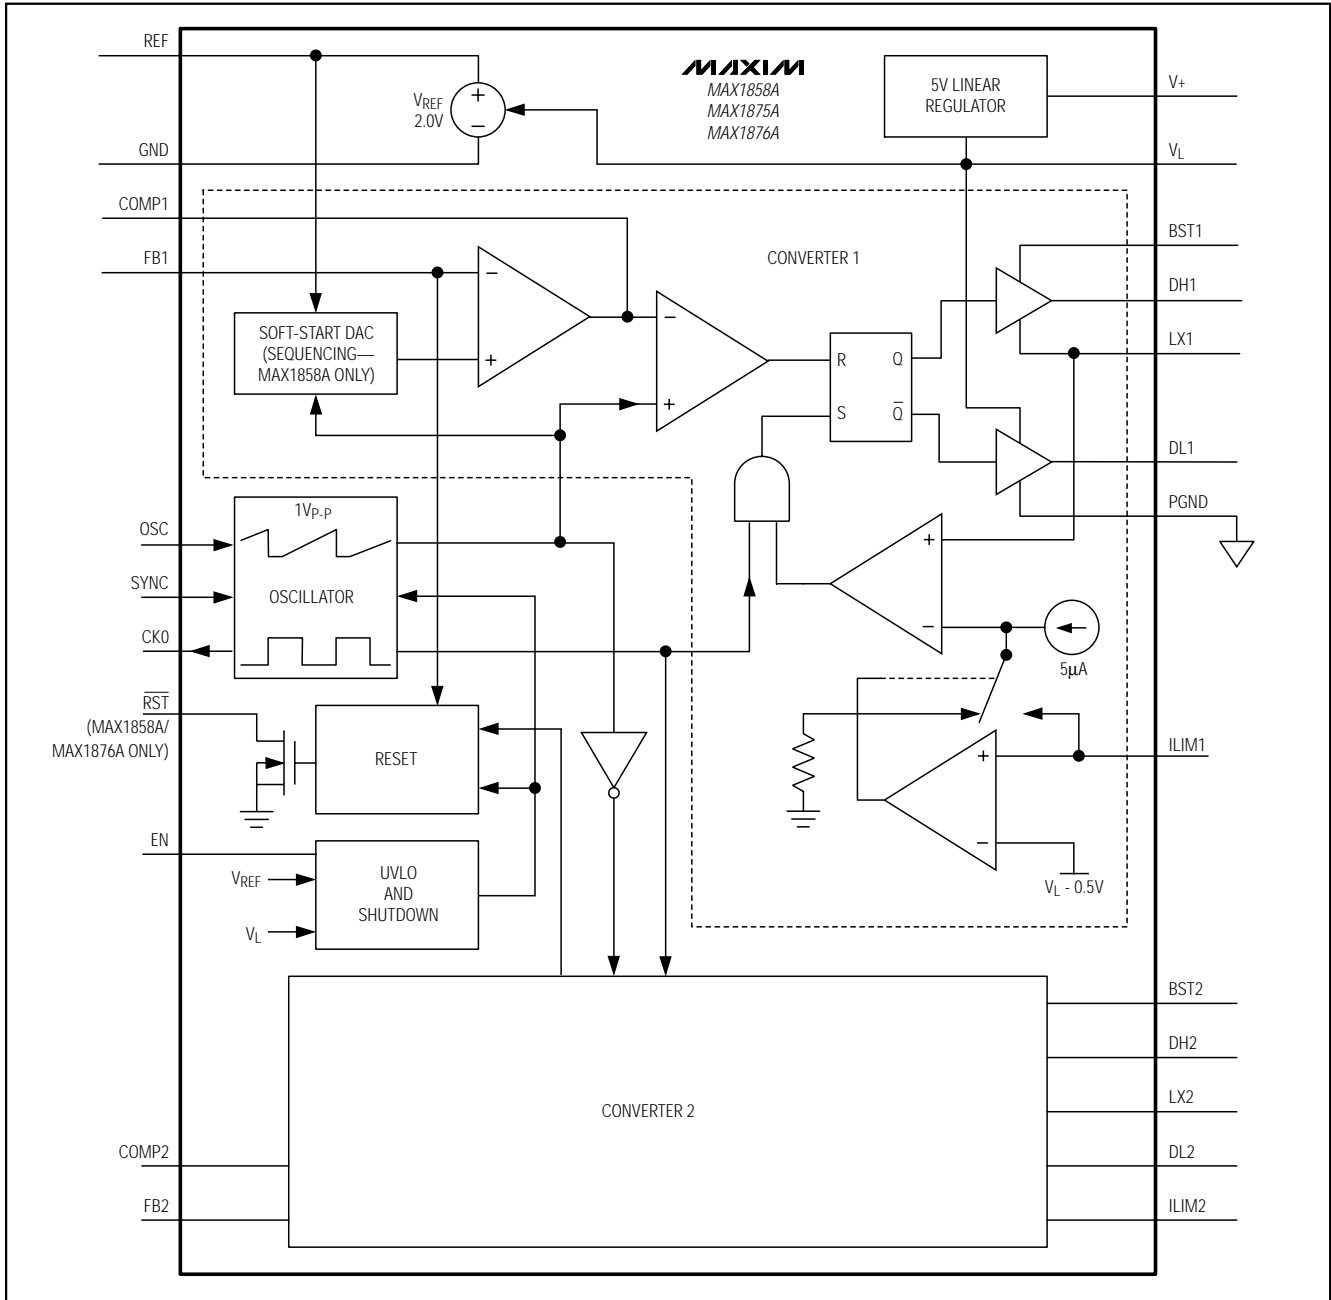 REF
MAXIM
MAX1858A
MAX1875A
MAX1876A
5V LINEAR
REGULATOR
V+
VREF
2.0V
+
−
GND
VL
COMP1
CONVERTER 1
BST1
FB1
−
+
DH1
SOFT-START DAC
(SEQUENCING—
MAX1858A ONLY)
−
+
LX1
R
Q
S
Q̅
DL1
PGND
1VP-P
OSC
SYNC
OSCILLATOR
CK0
+
−
5µA
R̅S̅T̅
(MAX1858A/
MAX1876A ONLY)
RESET
+
−
ILIM1
EN
VREF
VL
UVLO
AND
SHUTDOWN
VL - 0.5V
BST2
DH2
CONVERTER 2
LX2
COMP2
DL2
FB2
ILIM2